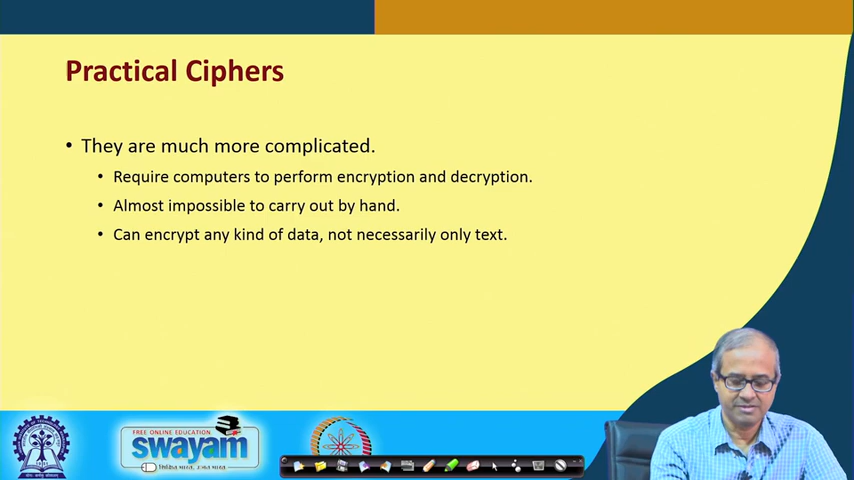 Practical Ciphers
• They are much more complicated.
• Require computers to perform encryption and decryption.
• Almost impossible to carry out by hand.
• Can encrypt any kind of data, not necessarily only text.
FREE ONLINE EDUCATION
swayam